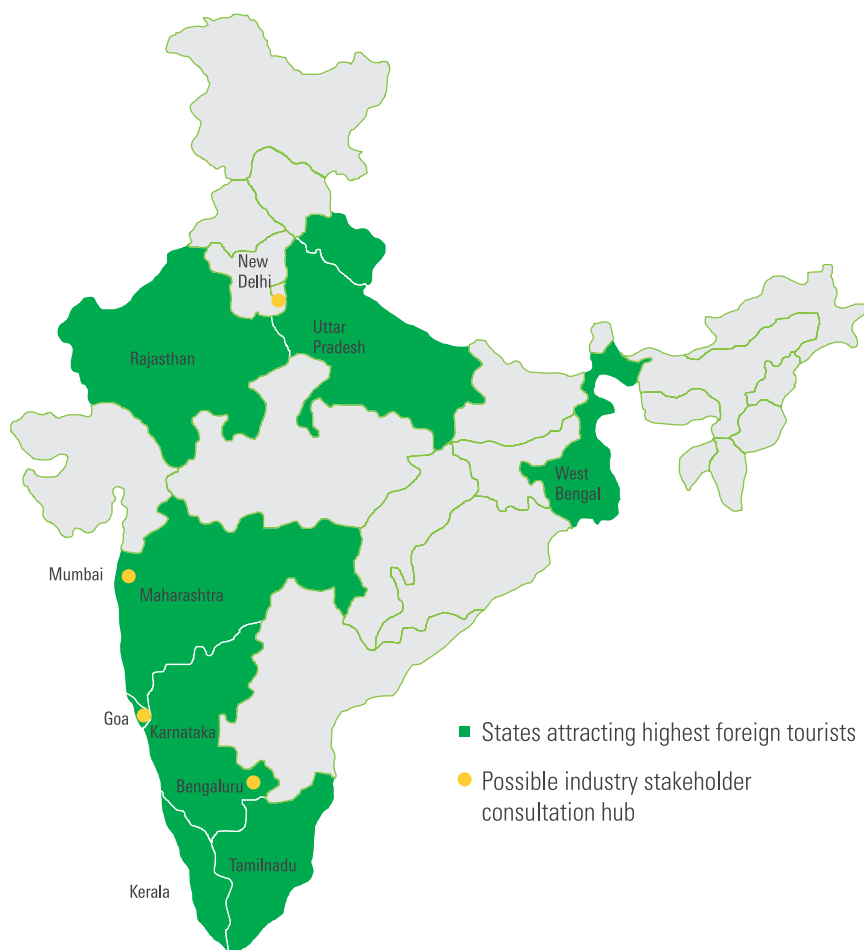 New
Delhi
Uttar
Pradesh
Rajasthan
West
Bengal
Mumbai
Maharashtra
Goa
Karnataka
States attracting highest foreign tourists
Bengaluru
Possible industry stakeholder
consultation hub
Tamilnadu
Kerala